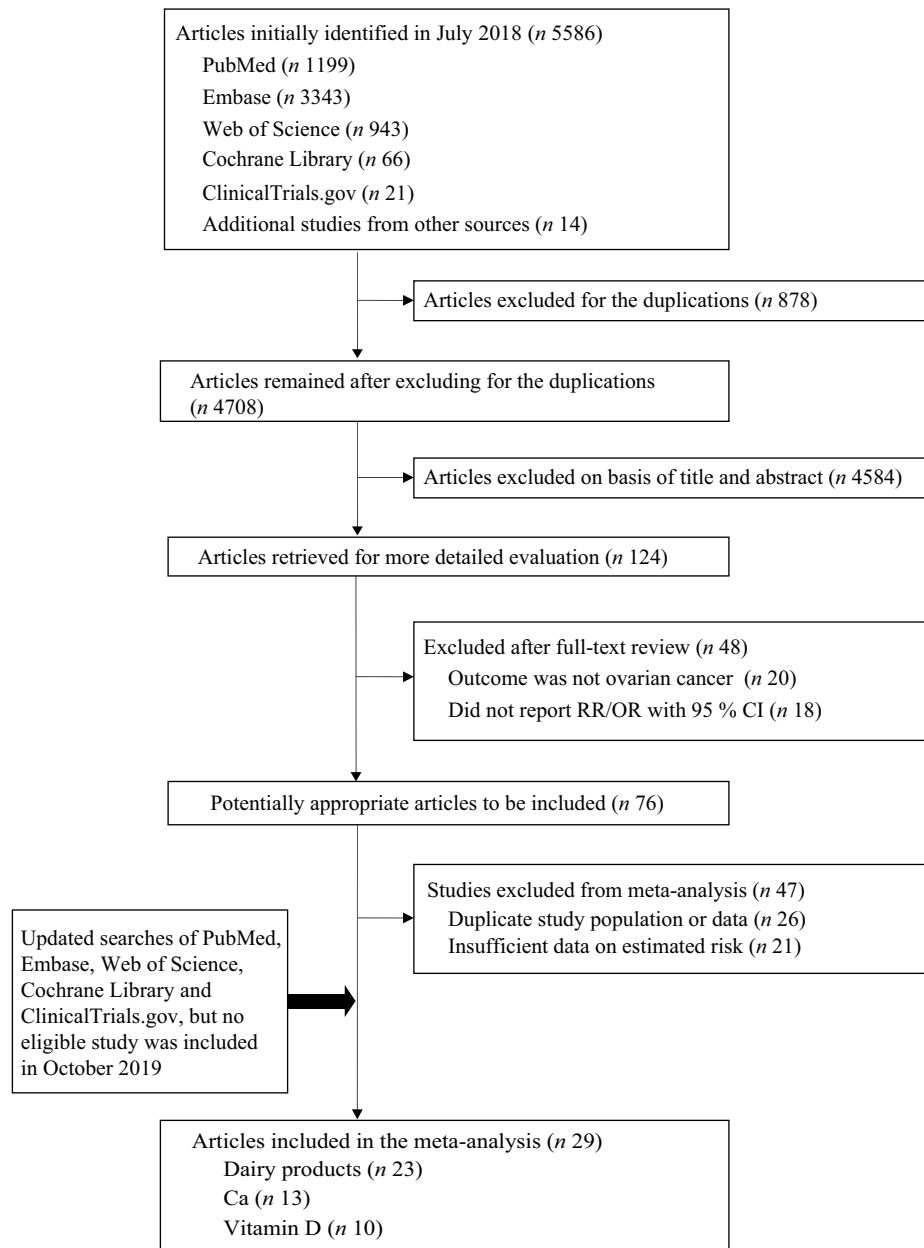 Articles initially identified in July 2018 (n 5586)
PubMed (n 1199)
Embase (n 3343)
Web of Science (n 943)
Cochrane Library (n 66)
ClinicalTrials.gov (n 21)
Additional studies from other sources (n 14)
Articles excluded for the duplications (n 878)
Articles remained after excluding for the duplications
(n 4708)
Articles excluded on basis of title and abstract (n 4584)
Articles retrieved for more detailed evaluation (n 124)
Excluded after full-text review (n 48)
Outcome was not ovarian cancer (n 20)
Did not report RR/OR with 95 % CI (n 18)
Potentially appropriate articles to be included (n 76)
Studies excluded from meta-analysis (n 47)
Duplicate study population or data (n 26)
Insufficient data on estimated risk (n 21)
Updated searches of PubMed,
Embase, Web of Science,
Cochrane Library and
ClinicalTrials.gov, but no
eligible study was included
in October 2019
Articles included in the meta-analysis (n 29)
Dairy products (n 23)
Ca (n 13)
Vitamin D (n 10)